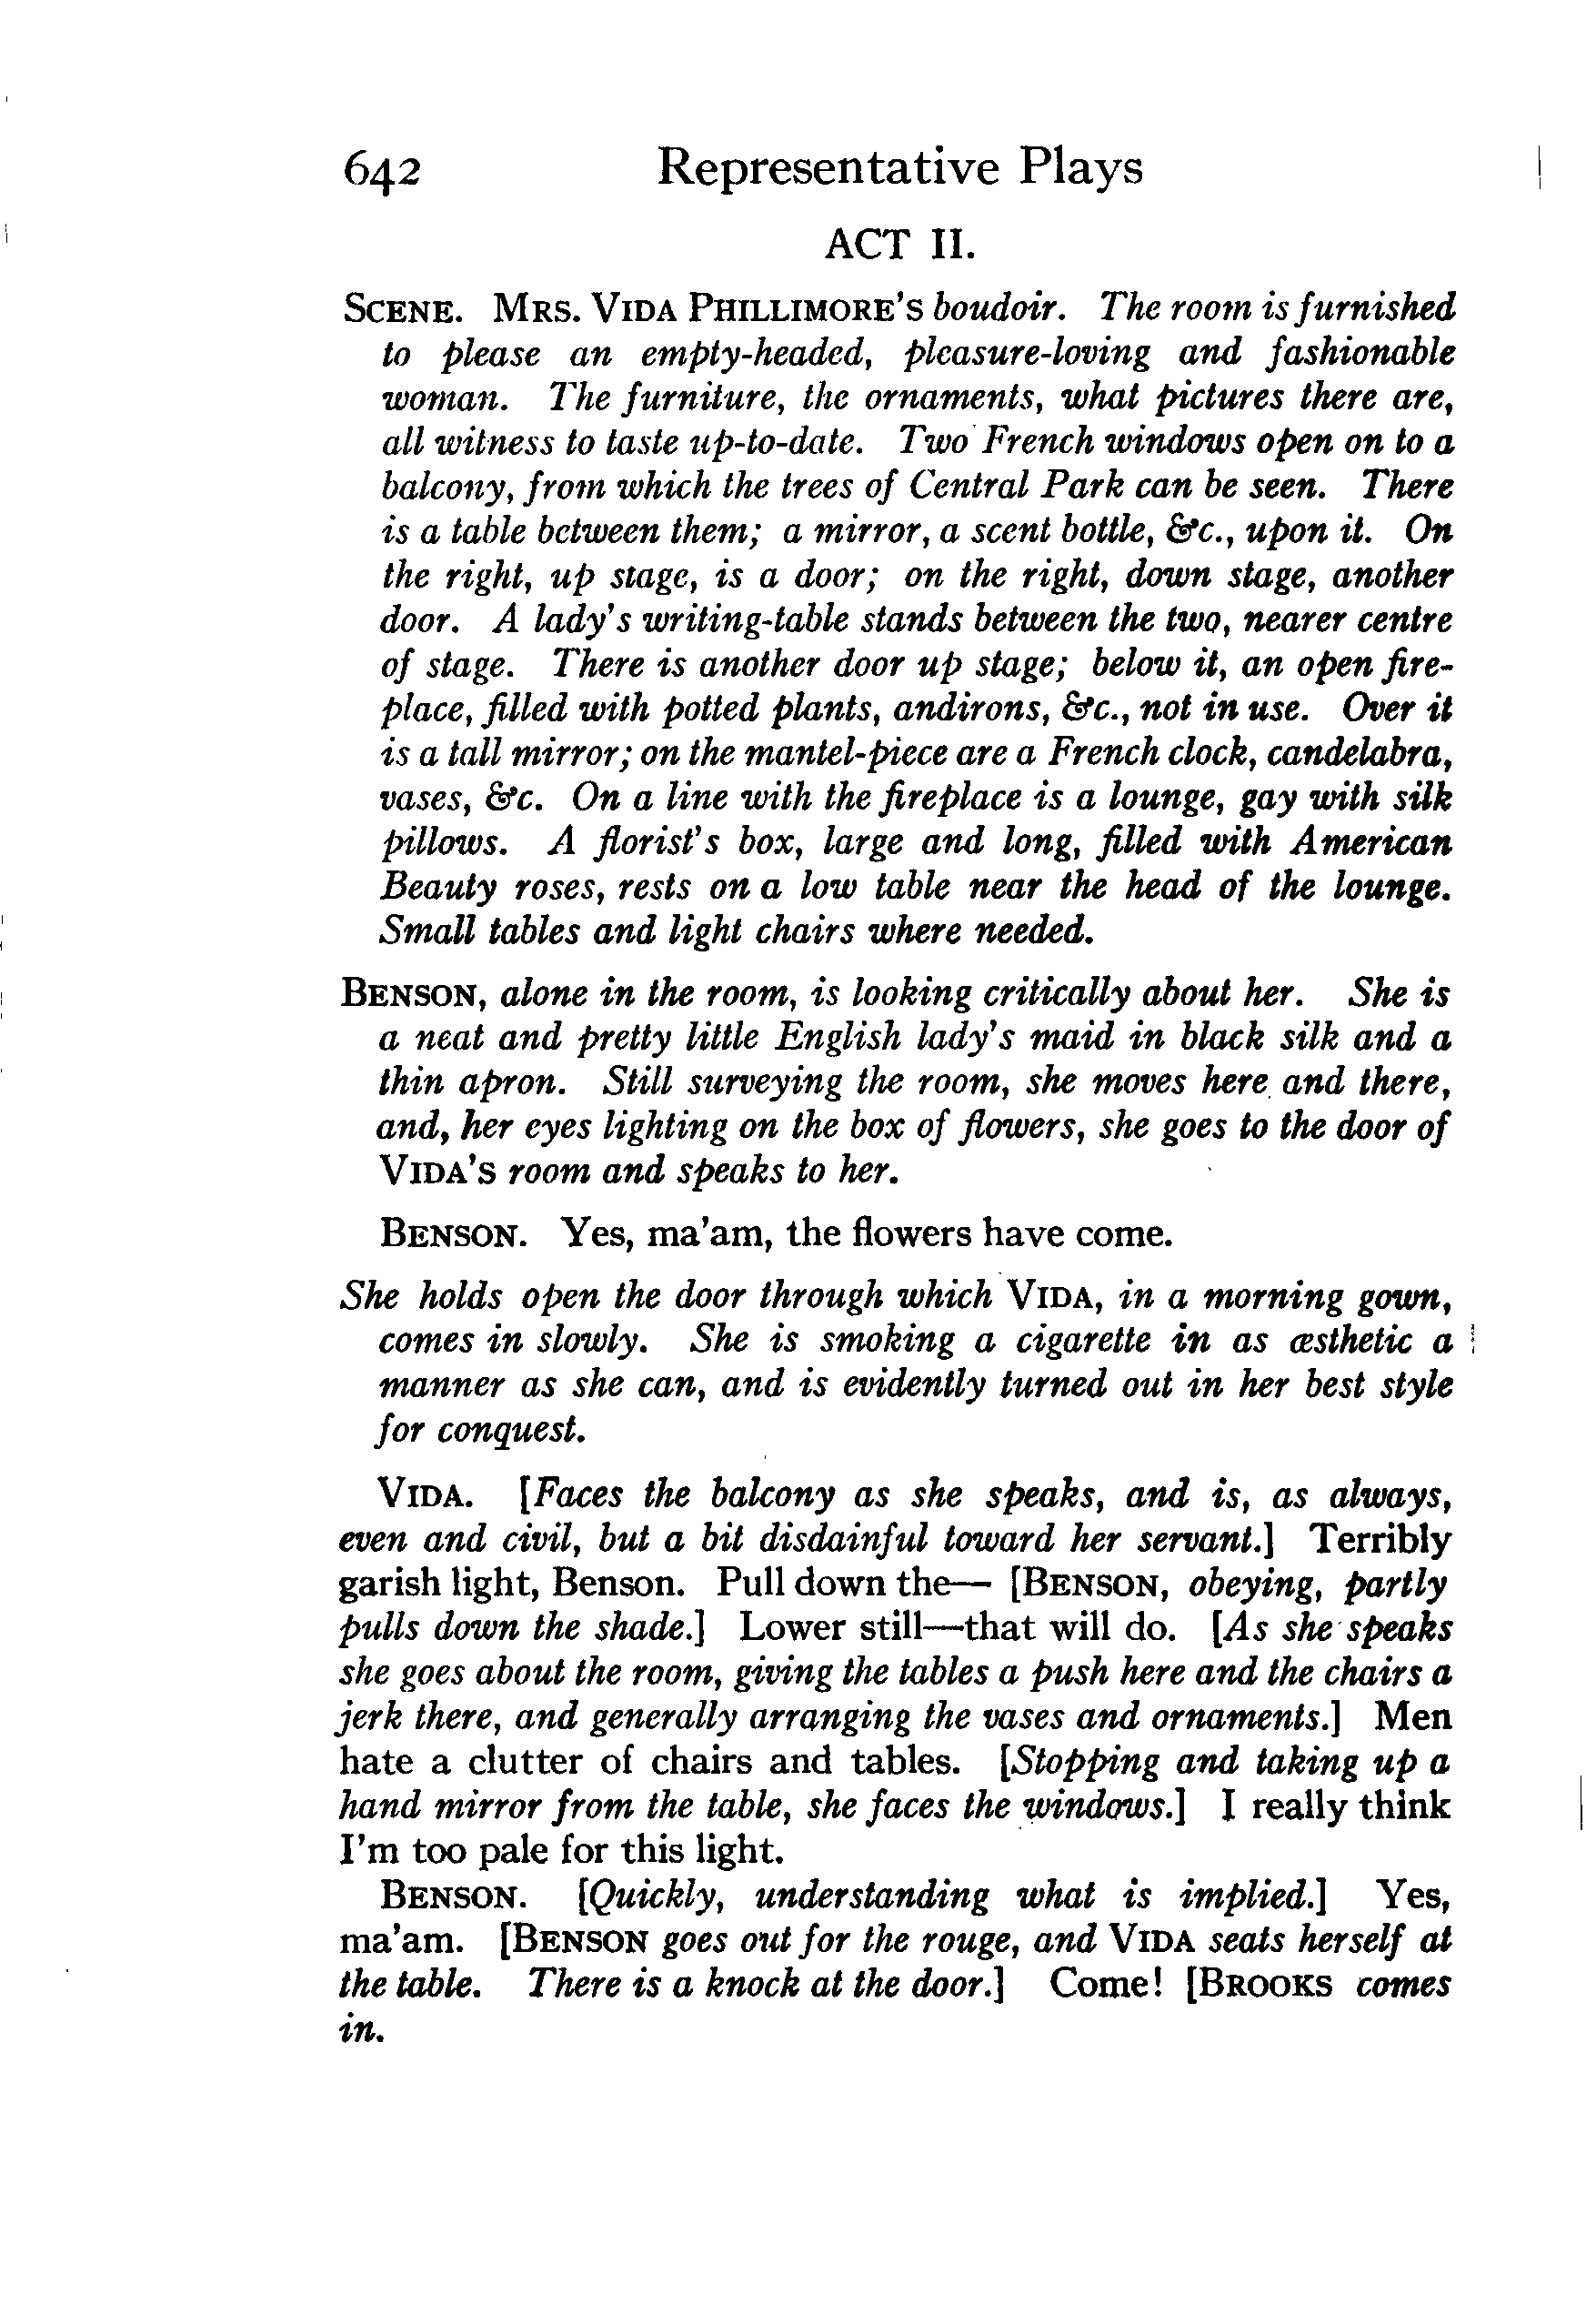 642 Representative Plays
ACT II.
SCENE. MRS. VIDA PHILLIMORE'S boudoir. The room is furnished
to please an empty-headed, pleasure-loving and fashionable
woman. The furniture, the ornaments, what pictures there are,
all witness to taste up-to-date. Two French windows open on to a
balcony, from which the trees of Central Park can be seen. There
is a table between them; a mirror, a scent bottle, &c., upon it. On
the right, up stage, is a door; on the right, down stage, another
door. A lady's writing-table stands between the two, nearer centre
of stage. There is another door up stage; below it, an open fire-
place, filled with potted plants, andirons, &c., not in use. Over it
is a tall mirror; on the mantel-piece are a French clock, candelabra,
vases, &c. On a line with the fireplace is a lounge, gay with silk
pillows. A florist's box, large and long, filled with American
Beauty roses, rests on a low table near the head of the lounge.
Small tables and light chairs where needed.
BENSON, alone in the room, is looking critically about her. She is
a neat and pretty little English lady's maid in black silk and a
thin apron. Still surveying the room, she moves here and there,
and, her eyes lighting on the box of flowers, she goes to the door of
VIDA'S room and speaks to her.
BENSON. Yes, ma'am, the flowers have come.
She holds open the door through which VIDA, in a morning gown,
comes in slowly. She is smoking a cigarette in as æsthetic a
manner as she can, and is evidently turned out in her best style
for conquest.
VIDA. [Faces the balcony as she speaks, and is, as always,
even and civil, but a bit disdainful toward her servant.] Terribly
garish light, Benson. Pull down the— [BENSON, obeying, partly
pulls down the shade.] Lower still—that will do. [As she speaks
she goes about the room, giving the tables a push here and the chairs a
jerk there, and generally arranging the vases and ornaments.] Men
hate a clutter of chairs and tables. [Stopping and taking up a
hand mirror from the table, she faces the windows.] I really think
I'm too pale for this light.
BENSON. [Quickly, understanding what is implied.] Yes,
ma'am. [BENSON goes out for the rouge, and VIDA seats herself at
the table. There is a knock at the door.] Come! [BROOKS comes
in.